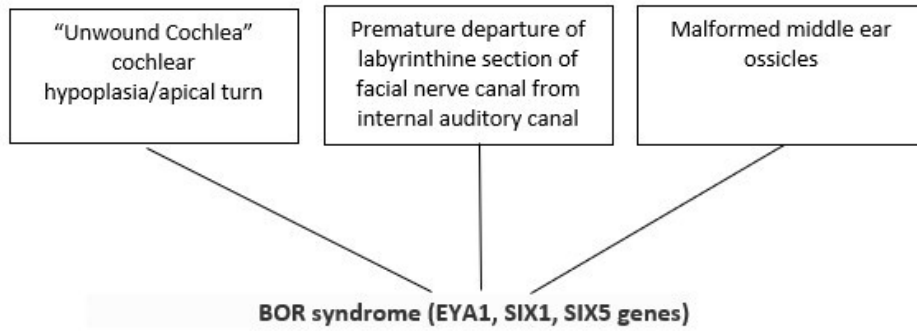 “Unwound Cochlea”
cochlear
hypoplasia/apical turn
Premature departure of
labyrinthine section of
facial nerve canal from
internal auditory canal
Malformed middle ear
ossicles
BOR syndrome (EYA1, SIX1, SIX5 genes)